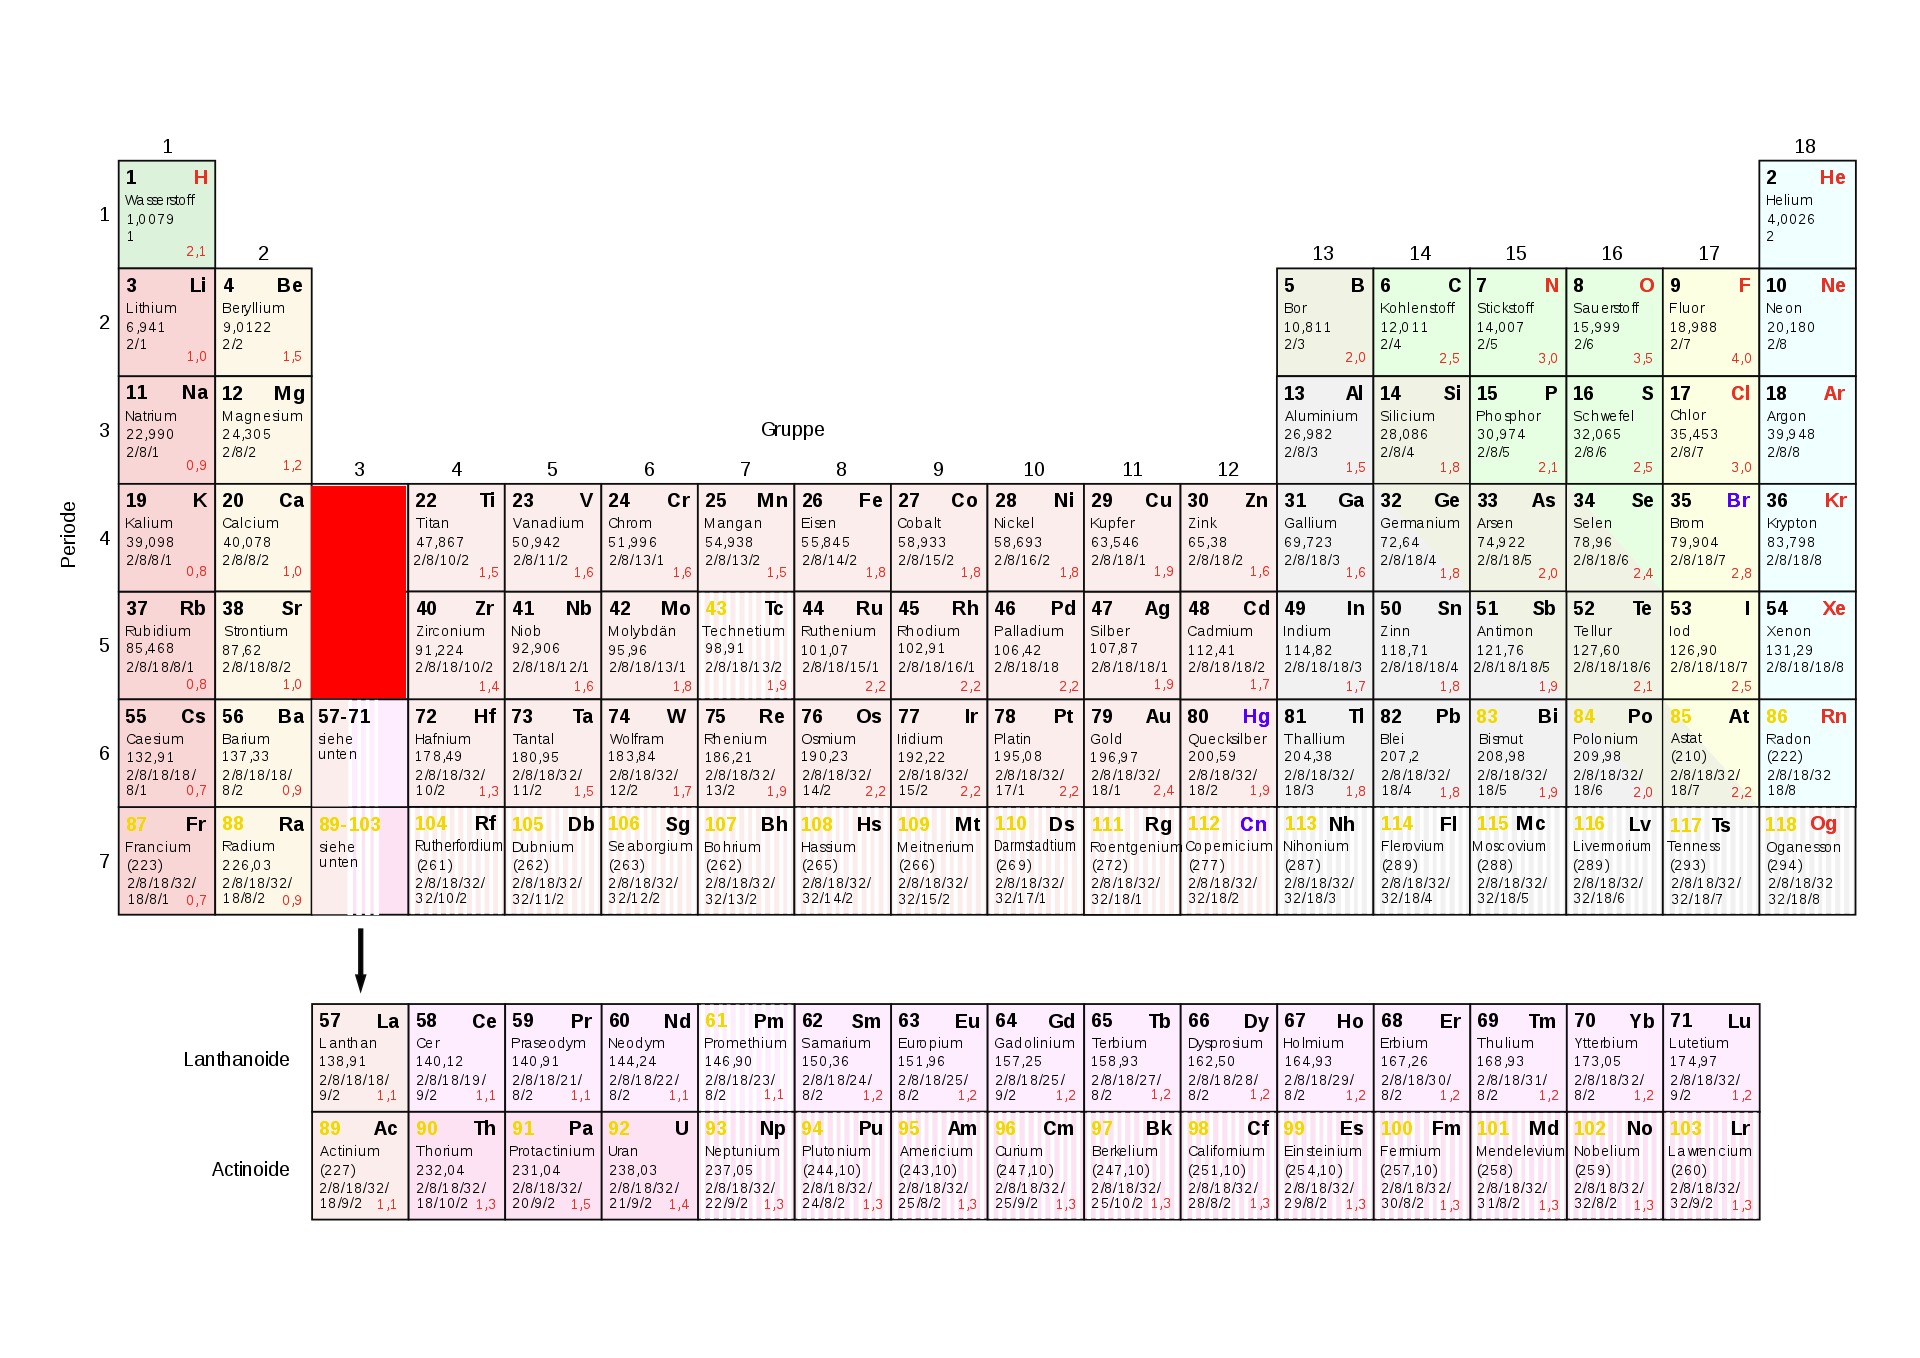 1
18
1 H
Wasserstoff
1,0079
1
2,1
2 He
Helium
4,0026
2
1
2
13
14
15
16
17
3 Li
Lithium
6,941
2/1
1,0
4 Be
Beryllium
9,0122
2/2
1,5
5 B
Bor
10,811
2/3
2,0
6 C
Kohlenstoff
12,011
2/4
2,5
7 N
Stickstoff
14,007
2/5
3,0
8 O
Sauerstoff
15,999
2/6
3,5
9 F
Fluor
18,988
2/7
4,0
10 Ne
Neon
20,180
2/8
2
11 Na
Natrium
22,990
2/8/1
0,9
12 Mg
Magnesium
24,305
2/8/2
1,2
13 Al
Aluminium
26,982
2/8/3
1,5
14 Si
Silicium
28,086
2/8/4
1,8
15 P
Phosphor
30,974
2/8/5
2,1
16 S
Schwefel
32,065
2/8/6
2,5
17 Cl
Chlor
35,453
2/8/7
3,0
18 Ar
Argon
39,948
2/8/8
3
Gruppe
3
4
5
6
7
8
9
10
11
12
Periode
4
19 K
Kalium
39,098
2/8/8/1
0,8
20 Ca
Calcium
40,078
2/8/8/2
1,0
22 Ti
Titan
47,867
2/8/10/2
1,5
23 V
Vanadium
50,942
2/8/11/2
1,6
24 Cr
Chrom
51,996
2/8/13/1
1,6
25 Mn
Mangan
54,938
2/8/13/2
1,5
26 Fe
Eisen
55,845
2/8/14/2
1,8
27 Co
Cobalt
58,933
2/8/15/2
1,8
28 Ni
Nickel
58,693
2/8/16/2
1,8
29 Cu
Kupfer
63,546
2/8/18/1
1,9
30 Zn
Zink
65,38
2/8/18/2
1,6
31 Ga
Gallium
69,723
2/8/18/3
1,6
32 Ge
Germanium
72,64
2/8/18/4
1,8
33 As
Arsen
74,922
2/8/18/5
2,0
34 Se
Selen
78,96
2/8/18/6
2,4
35 Br
Brom
79,904
2/8/18/7
2,8
36 Kr
Krypton
83,798
2/8/18/8
5
37 Rb
Rubidium
85,468
2/8/18/8/1
0,8
38 Sr
Strontium
87,62
2/8/18/8/2
1,0
40 Zr
Zirconium
91,224
2/8/18/10/2
1,4
41 Nb
Niob
92,906
2/8/18/12/1
1,6
42 Mo
Molybdän
95,96
2/8/18/13/1
1,8
43 Tc
Technetium
98,91
2/8/18/13/2
1,9
44 Ru
Ruthenium
101,07
2/8/18/15/1
2,2
45 Rh
Rhodium
102,91
2/8/18/16/1
2,2
46 Pd
Palladium
106,42
2/8/18/18
2,2
47 Ag
Silber
107,87
2/8/18/18/1
1,9
48 Cd
Cadmium
112,41
2/8/18/18/2
1,7
49 In
Indium
114,82
2/8/18/18/3
1,7
50 Sn
Zinn
118,71
2/8/18/18/4
1,8
51 Sb
Antimon
121,76
2/8/18/18/5
1,9
52 Te
Tellur
127,60
2/8/18/18/6
2,1
53 I
Iod
126,90
2/8/18/18/7
2,5
54 Xe
Xenon
131,29
2/8/18/18/8
6
55 Cs
Caesium
132,91
2/8/18/18/
8/1 0,7
56 Ba
Barium
137,33
2/8/18/18/
8/2 0,9
57-71
siehe
unten
72 Hf
Hafnium
178,49
2/8/18/32/
10/2 1,3
73 Ta
Tantal
180,95
2/8/18/32/
11/2 1,5
74 W
Wolfram
183,84
2/8/18/32/
12/2 1,7
75 Re
Rhenium
186,21
2/8/18/32/
13/2 1,9
76 Os
Osmium
190,23
2/8/18/32/
14/2 2,2
77 Ir
Iridium
192,22
2/8/18/32/
15/2 2,2
78 Pt
Platin
195,08
2/8/18/32/
17/1 2,2
79 Au
Gold
196,97
2/8/18/32/
18/1 2,4
80 Hg
Quecksilber
200,59
2/8/18/32/
18/2 1,9
81 Tl
Thallium
204,38
2/8/18/32/
18/3 1,8
82 Pb
Blei
207,2
2/8/18/32/
18/4 1,8
83 Bi
Bismut
208,98
2/8/18/32/
18/5 1,9
84 Po
Polonium
209,98
2/8/18/32/
18/6 2,0
85 At
Astat
(210)
2/8/18/32/
18/7 2,2
86 Rn
Radon
(222)
2/8/18/32
18/8
7
87 Fr
Francium
(223)
2/8/18/32/
18/8/1 0,7
88 Ra
Radium
226,03
2/8/18/32/
18/8/2 0,9
89-103
siehe
unten
104 Rf
Rutherfordium
(261)
2/8/18/32/
32/10/2
105 Db
Dubnium
(262)
2/8/18/32/
32/11/2
106 Sg
Seaborgium
(263)
2/8/18/32/
32/12/2
107 Bh
Bohrium
(262)
2/8/18/32/
32/13/2
108 Hs
Hassium
(265)
2/8/18/32/
32/14/2
109 Mt
Meitnerium
(266)
2/8/18/32/
32/15/2
110 Ds
Darmstadtium
(269)
2/8/18/32/
32/17/1
111 Rg
Roentgenium
(272)
2/8/18/32/
32/18/1
112 Cn
Copernicium
(277)
2/8/18/32/
32/18/2
113 Nh
Nihonium
(287)
2/8/18/32/
32/18/3
114 Fl
Flerovium
(289)
2/8/18/32/
32/18/4
115 Mc
Moscovium
(288)
2/8/18/32/
32/18/5
116 Lv
Livermorium
(289)
2/8/18/32/
32/18/6
117 Ts
Tenness
(293)
2/8/18/32/
32/18/7
118 Og
Oganesson
(294)
2/8/18/32
32/18/8
Lanthanoide
57 La
Lanthan
138,91
2/8/18/18/
9/2 1,1
58 Ce
Cer
140,12
2/8/18/19/
9/2 1,1
59 Pr
Praseodym
140,91
2/8/18/21/
8/2 1,1
60 Nd
Neodym
144,24
2/8/18/22/
8/2 1,1
61 Pm
Promethium
146,90
2/8/18/23/
8/2 1,1
62 Sm
Samarium
150,36
2/8/18/24/
8/2 1,2
63 Eu
Europium
151,96
2/8/18/25/
8/2 1,2
64 Gd
Gadolinium
157,25
2/8/18/25/
9/2 1,2
65 Tb
Terbium
158,93
2/8/18/27/
8/2 1,2
66 Dy
Dysprosium
162,50
2/8/18/28/
8/2 1,2
67 Ho
Holmium
164,93
2/8/18/29/
8/2 1,2
68 Er
Erbium
167,26
2/8/18/30/
8/2 1,2
69 Tm
Thulium
168,93
2/8/18/31/
8/2 1,2
70 Yb
Ytterbium
173,05
2/8/18/32/
8/2 1,2
71 Lu
Lutetium
174,97
2/8/18/32/
9/2 1,2
Actinoide
89 Ac
Actinium
(227)
2/8/18/32/
18/9/2 1,1
90 Th
Thorium
232,04
2/8/18/32/
18/10/2 1,3
91 Pa
Protactinium
231,04
2/8/18/32/
20/9/2 1,5
92 U
Uran
238,03
2/8/18/32/
21/9/2 1,4
93 Np
Neptunium
237,05
2/8/18/32/
22/9/2 1,3
94 Pu
Plutonium
(244,10)
2/8/18/32/
24/8/2 1,3
95 Am
Americium
(243,10)
2/8/18/32/
25/8/2 1,3
96 Cm
Curium
(247,10)
2/8/18/32/
25/9/2 1,3
97 Bk
Berkelium
(247,10)
2/8/18/32/
25/10/2 1,3
98 Cf
Californium
(251,10)
2/8/18/32/
28/8/2 1,3
99 Es
Einsteinium
(254,10)
2/8/18/32/
29/8/2 1,3
100 Fm
Fermium
(257,10)
2/8/18/32/
30/8/2 1,3
101 Md
Mendelevium
(258)
2/8/18/32/
31/8/2 1,3
102 No
Nobelium
(259)
2/8/18/32/
32/8/2 1,3
103 Lr
Lawrencium
(260)
2/8/18/32/
32/9/2 1,3